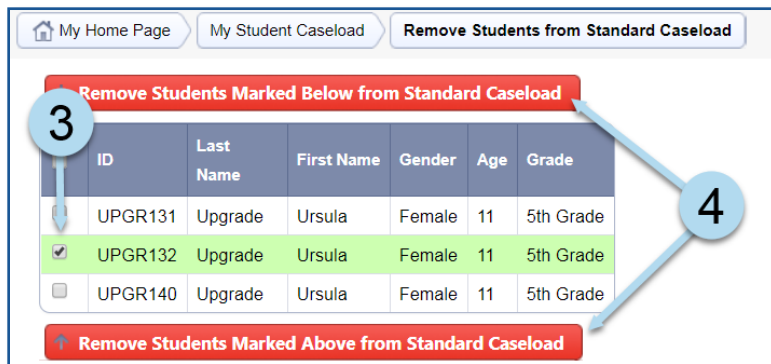 My Home Page My Student Caseload Remove Students from Standard Caseload
Remove Students Marked Below from Standard Caseload
3
ID Last Name First Name Gender Age Grade
UPGR131 Upgrade Ursula Female 11 5th Grade
4
UPGR132 Upgrade Ursula Female 11 5th Grade
UPGR140 Upgrade Ursula Female 11 5th Grade
Remove Students Marked Above from Standard Caseload